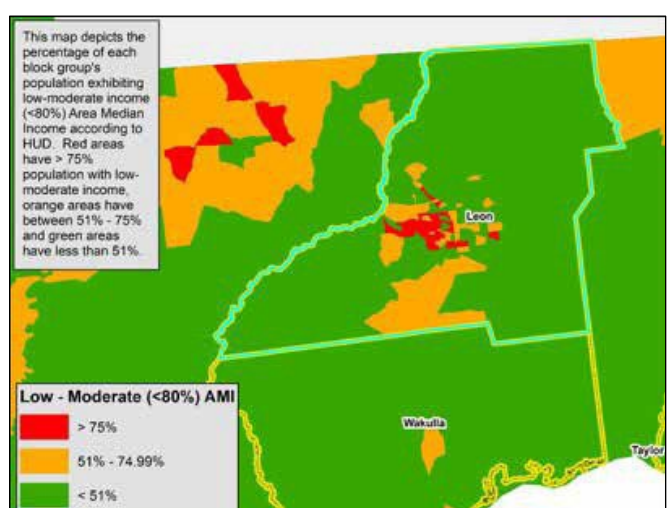 This map depicts the
percentage of each
block group's
population exhibiting
low-moderate income
(<80%) Area Median
Income according to
HUD. Red areas
have > 75%
population with low-
moderate income,
orange areas have
between 51% - 75%
and green areas
have less than 51%.
Leon
Low - Moderate (<80%) AMI
> 75%
51% - 74.99%
< 51%
Wakulla
Taylor